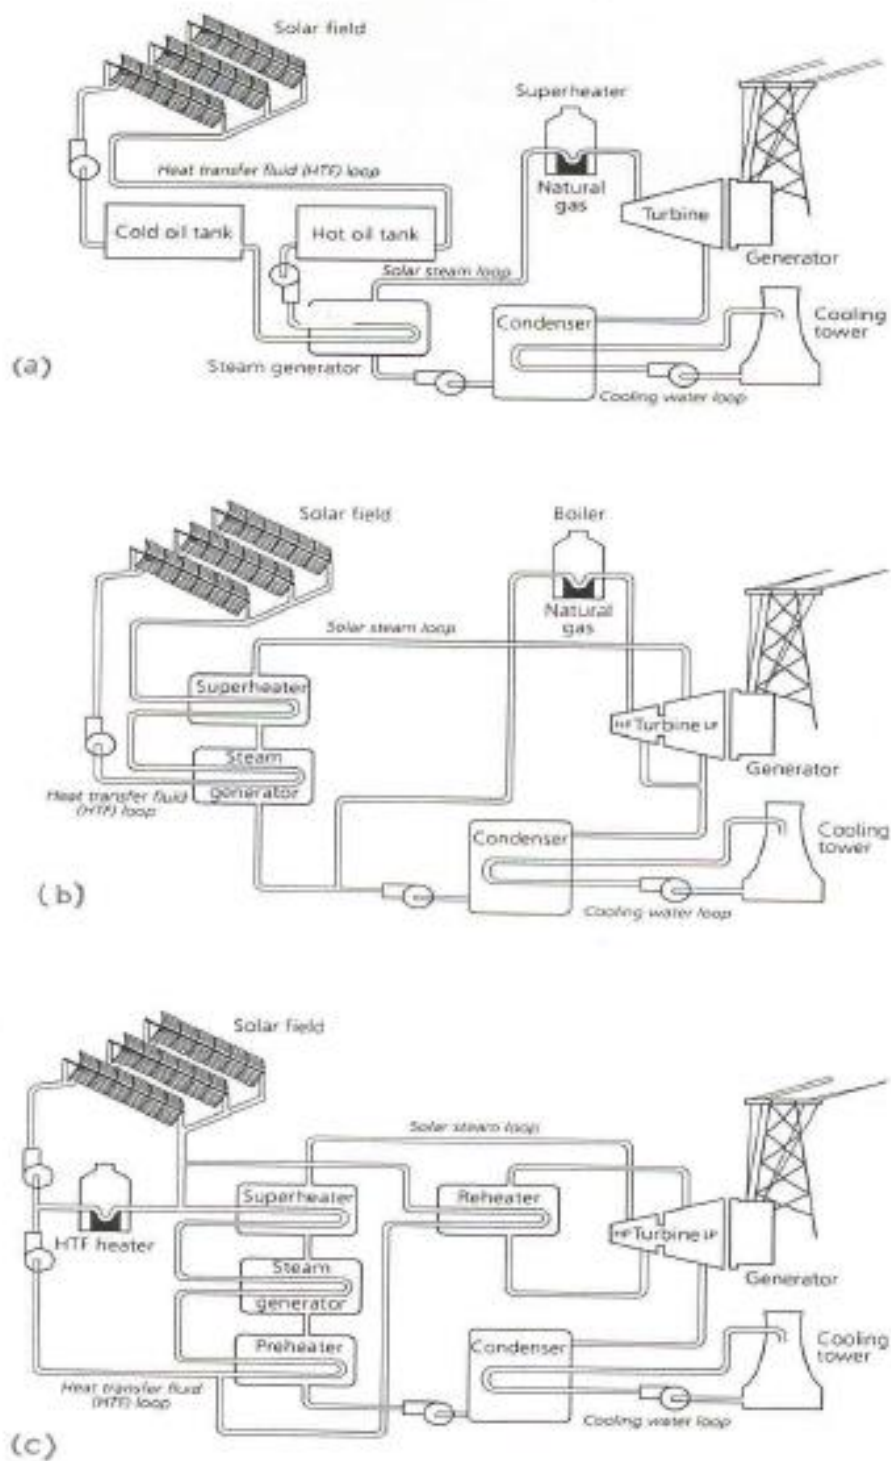 Solar field
Superheater
Heat transfer fluid (HTF) loop
Natural
gas
Turbine
Cold oil tank
Hot oil tank
Solar steam loop
Generator
Condenser
Cooling
tower
Steam generator
(a)
Cooling water loop
Solar field
Boiler
Natural
gas
Solar steam loop
Superheater
HP Turbine LP
Steam
generator
Generator
Heat transfer fluid
(HTF) loop
Condenser
Cooling
tower
(b)
Cooling water loop
Solar field
Solar steam loop
Superheater
Reheater
HP Turbine LP
HTF heater
Steam
generator
Generator
Preheater
Condenser
Cooling
tower
Heat transfer fluid
(HTF) loop
Cooling water loop
(c)